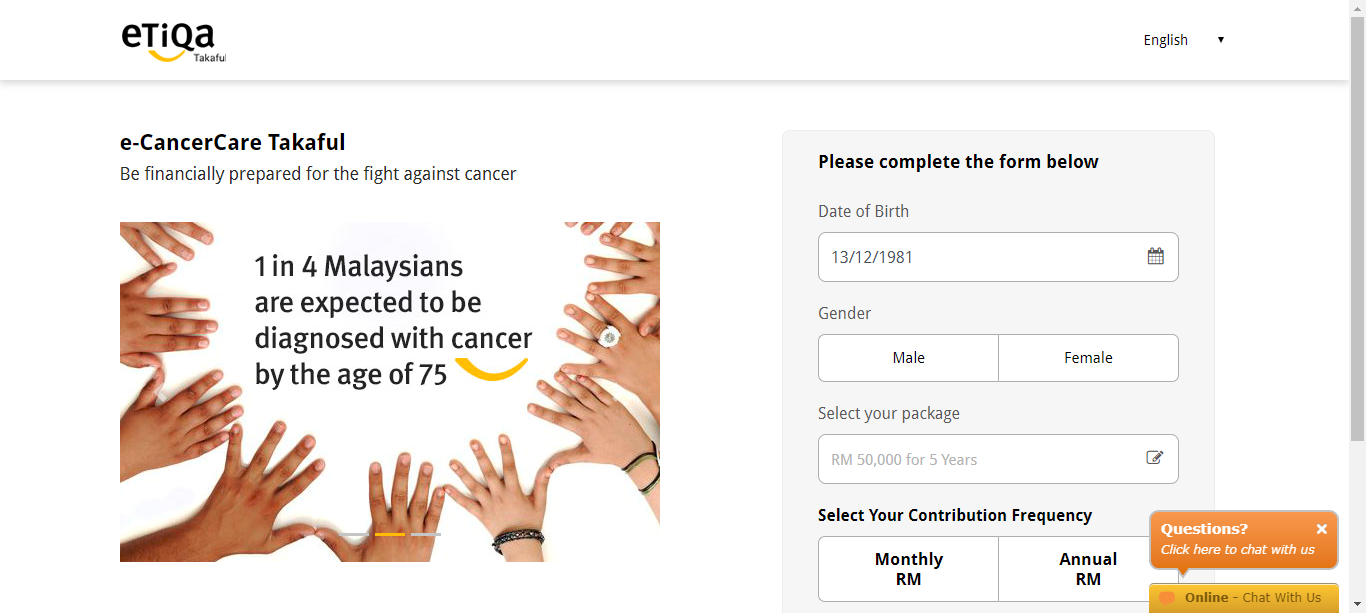 eTiQa
Takaful
English
e-CancerCare Takaful
Be financially prepared for the fight against cancer
1 in 4 Malaysians
are expected to be
diagnosed with cancer
by the age of 75
Please complete the form below
Date of Birth
13/12/1981
Gender
Male Female
Select your package
RM 50,000 for 5 Years
Select Your Contribution Frequency
Monthly Annual
RM RM
Questions?
Click here to chat with us
Online - Chat With Us